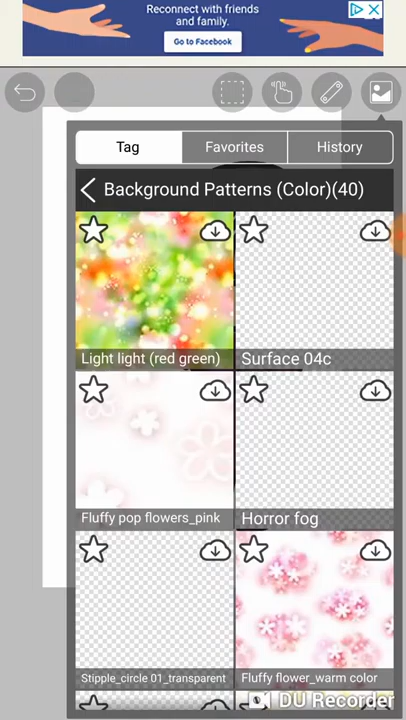 Reconnect with friends
and family.
Go to Facebook
Tag
Favorites
History
Background Patterns (Color)(40)
Light light (red green)
Surface 04c
Fluffy pop flowers_pink
Horror fog
Stipple_circle 01_transparent
Fluffy flower_warm color
DU Recorder